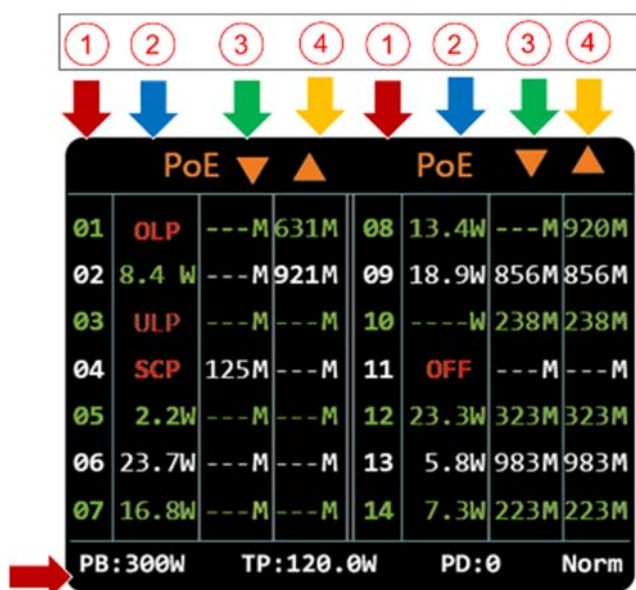 1 2 3 4 1 2 3 4
PoE ▼ ▲ PoE ▼ ▲
01 OLP ---M 631M 08 13.4W ---M 920M
02 8.4 W ---M 921M 09 18.9W 856M 856M
03 ULP ---M ---M 10 ----W 238M 238M
04 SCP 125M ---M 11 OFF ---M ---M
05 2.2W ---M ---M 12 23.3W 323M 323M
06 23.7W ---M ---M 13 5.8W 983M 983M
07 16.8W ---M ---M 14 7.3W 223M 223M
PB:300W TP:120.0W PD:0 Norm